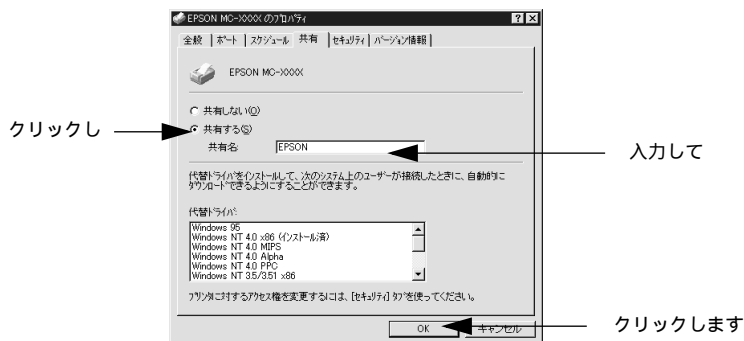 EPSON MC-XXXX のプロパティ
全般 ポート スケジュール 共有 セキュリティ バージョン情報
EPSON MC-XXXX
共有しない(O)
クリックし
共有する(S)
共有名: EPSON
入力して
代替ドライバをインストールして、次のシステム上のユーザーが接続したときに、自動的に
ダウンロードできるようにすることができます。
代替ドライバ:
Windows 95
Windows NT 4.0 x86 (インストール済)
Windows NT 4.0 MIPS
Windows NT 4.0 Alpha
Windows NT 4.0 PPC
Windows NT 3.5/3.51 x86
プリンタに対するアクセス権を変更するには、[セキュリティ] タブを使ってください。
OK キャンセル
クリックします